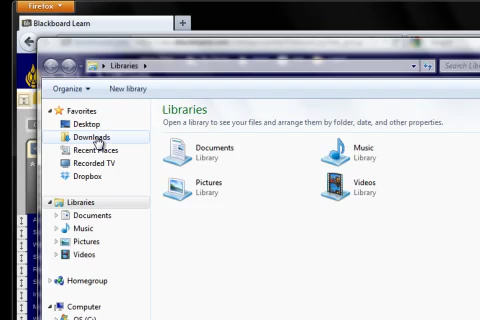 Firefox
Bb Blackboard Learn
Libraries
Search Lib
Organize
New library
Favorites
Desktop
Downloads
Recent Places
Recorded TV
Dropbox
Libraries
Documents
Music
Pictures
Videos
Homegroup
Computer
OS (C:)
Libraries
Open a library to see your files and arrange them by folder, date, and other properties.
Documents
Library
Music
Library
Pictures
Library
Videos
Library